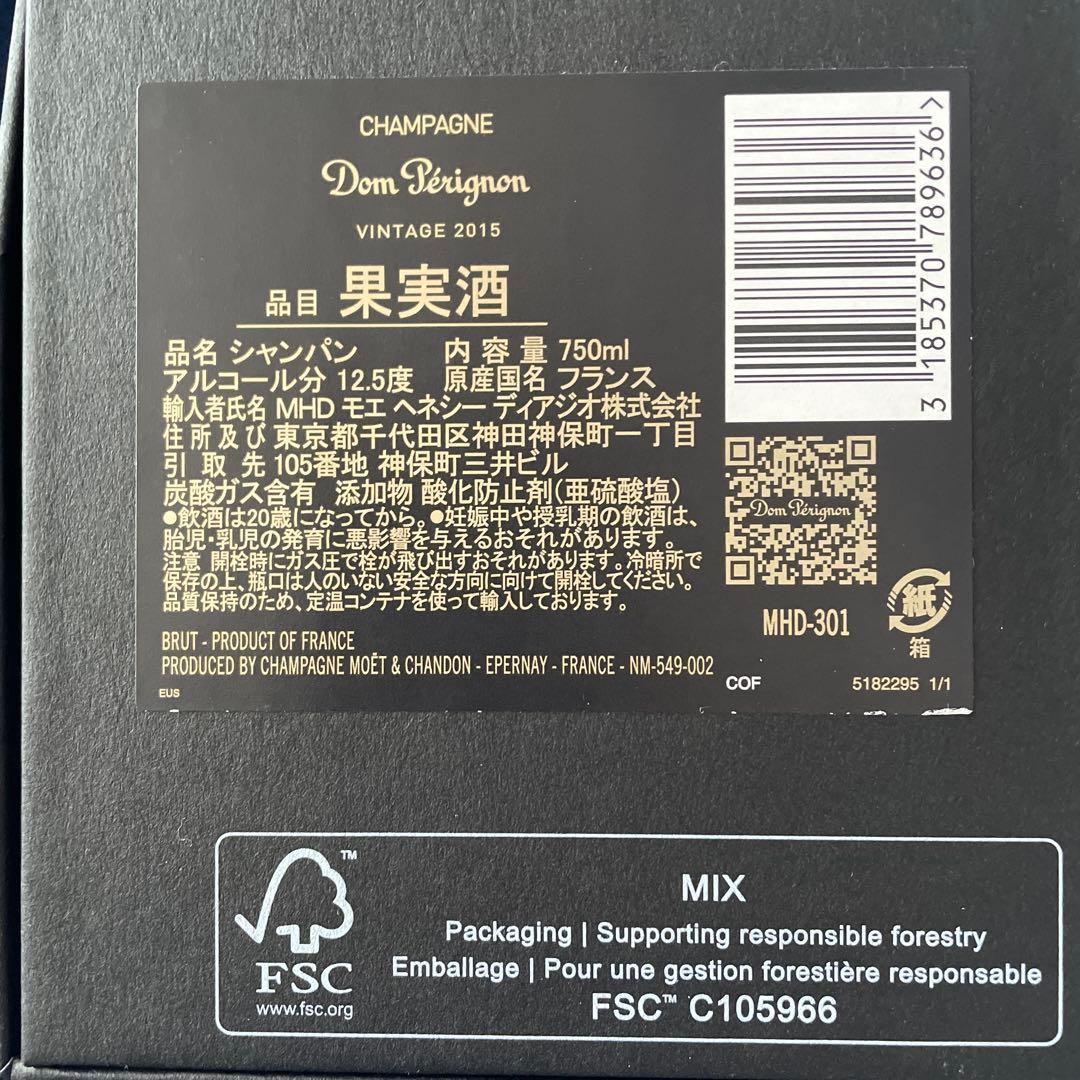 CHAMPAGNE
Dom Pérignon
VINTAGE 2015
品目 果実酒
品名 シャンパン 内容量 750ml
アルコール分 12.5度 原産国名 フランス
輸入者氏名 MHD モエ ヘネシー ディアジオ株式会社
住所及び 東京都千代田区神田神保町一丁目
引取先 105番地 神保町三井ビル
炭酸ガス含有 添加物 酸化防止剤(亜硫酸塩)
●飲酒は20歳になってから。●妊娠中や授乳期の飲酒は、
胎児・乳児の発育に悪影響を与えるおそれがあります。
注意 開栓時にガス圧で栓が飛び出すおそれがあります。冷暗所で
保存の上、瓶口は人のいない安全な方向に向けて開栓してください。
品質保持のため、定温コンテナを使って輸入しております。
BRUT - PRODUCT OF FRANCE
PRODUCED BY CHAMPAGNE MOËT & CHANDON - EPERNAY - FRANCE - NM-549-002
EUS
3 185370 789636 >
Dom Pérignon
MHD-301
紙
箱
COF
5182295 1/1
FSC
™
www.fsc.org
MIX
Packaging | Supporting responsible forestry
Emballage | Pour une gestion forestière responsable
FSC™ C105966